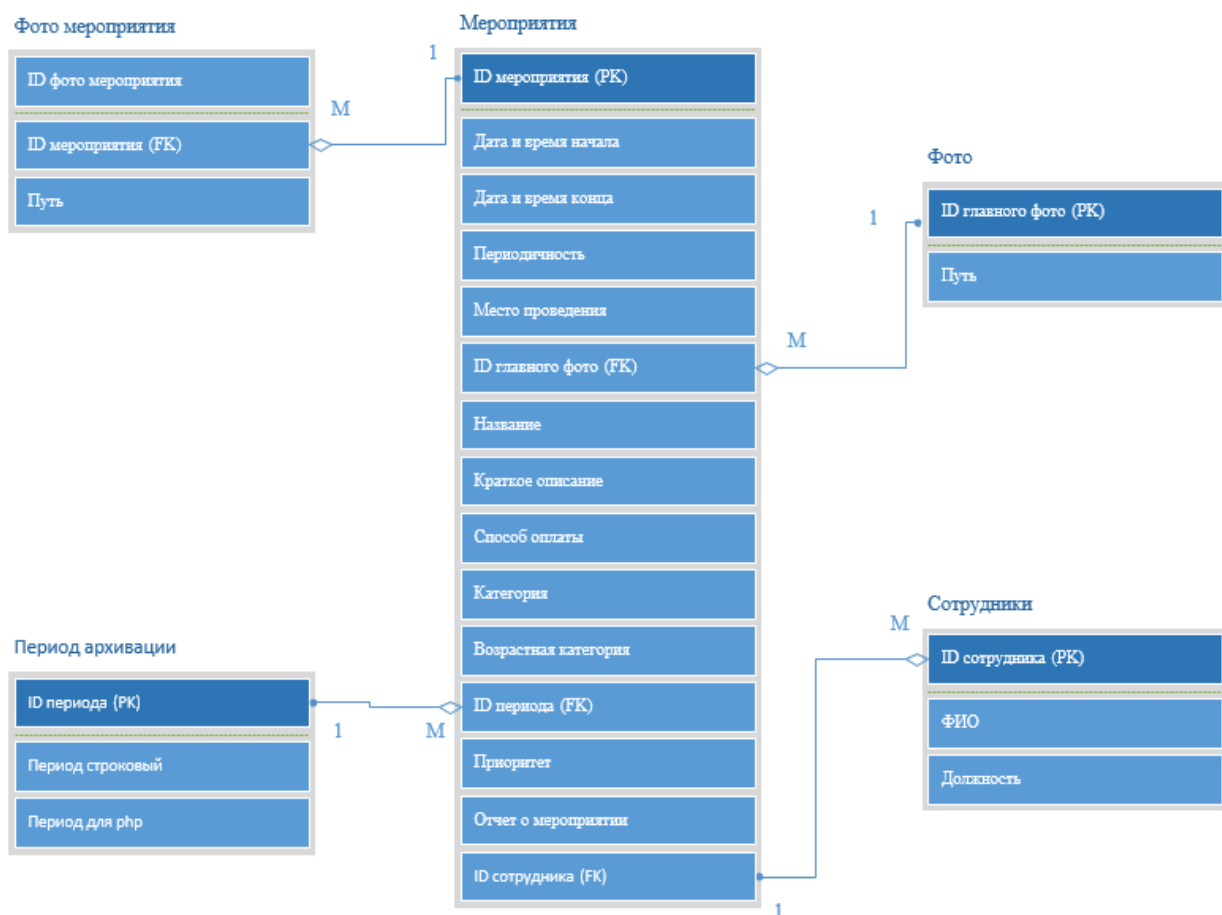 Фото мероприятия
ID фото мероприятия
ID мероприятия (FK)
Путь
М
1
Мероприятия
ID мероприятия (PK)
Дата и время начала
Дата и время конца
Периодичность
Место проведения
ID главного фото (FK)
Название
Краткое описание
Способ оплаты
Категория
Возрастная категория
ID периода (FK)
Приоритет
Отчет о мероприятии
ID сотрудника (FK)
1
М
Фото
ID главного фото (PK)
Путь
Период архивации
ID периода (PK)
Период строковый
Период для php
1
М
Сотрудники
М
ID сотрудника (PK)
ФИО
Должность
1